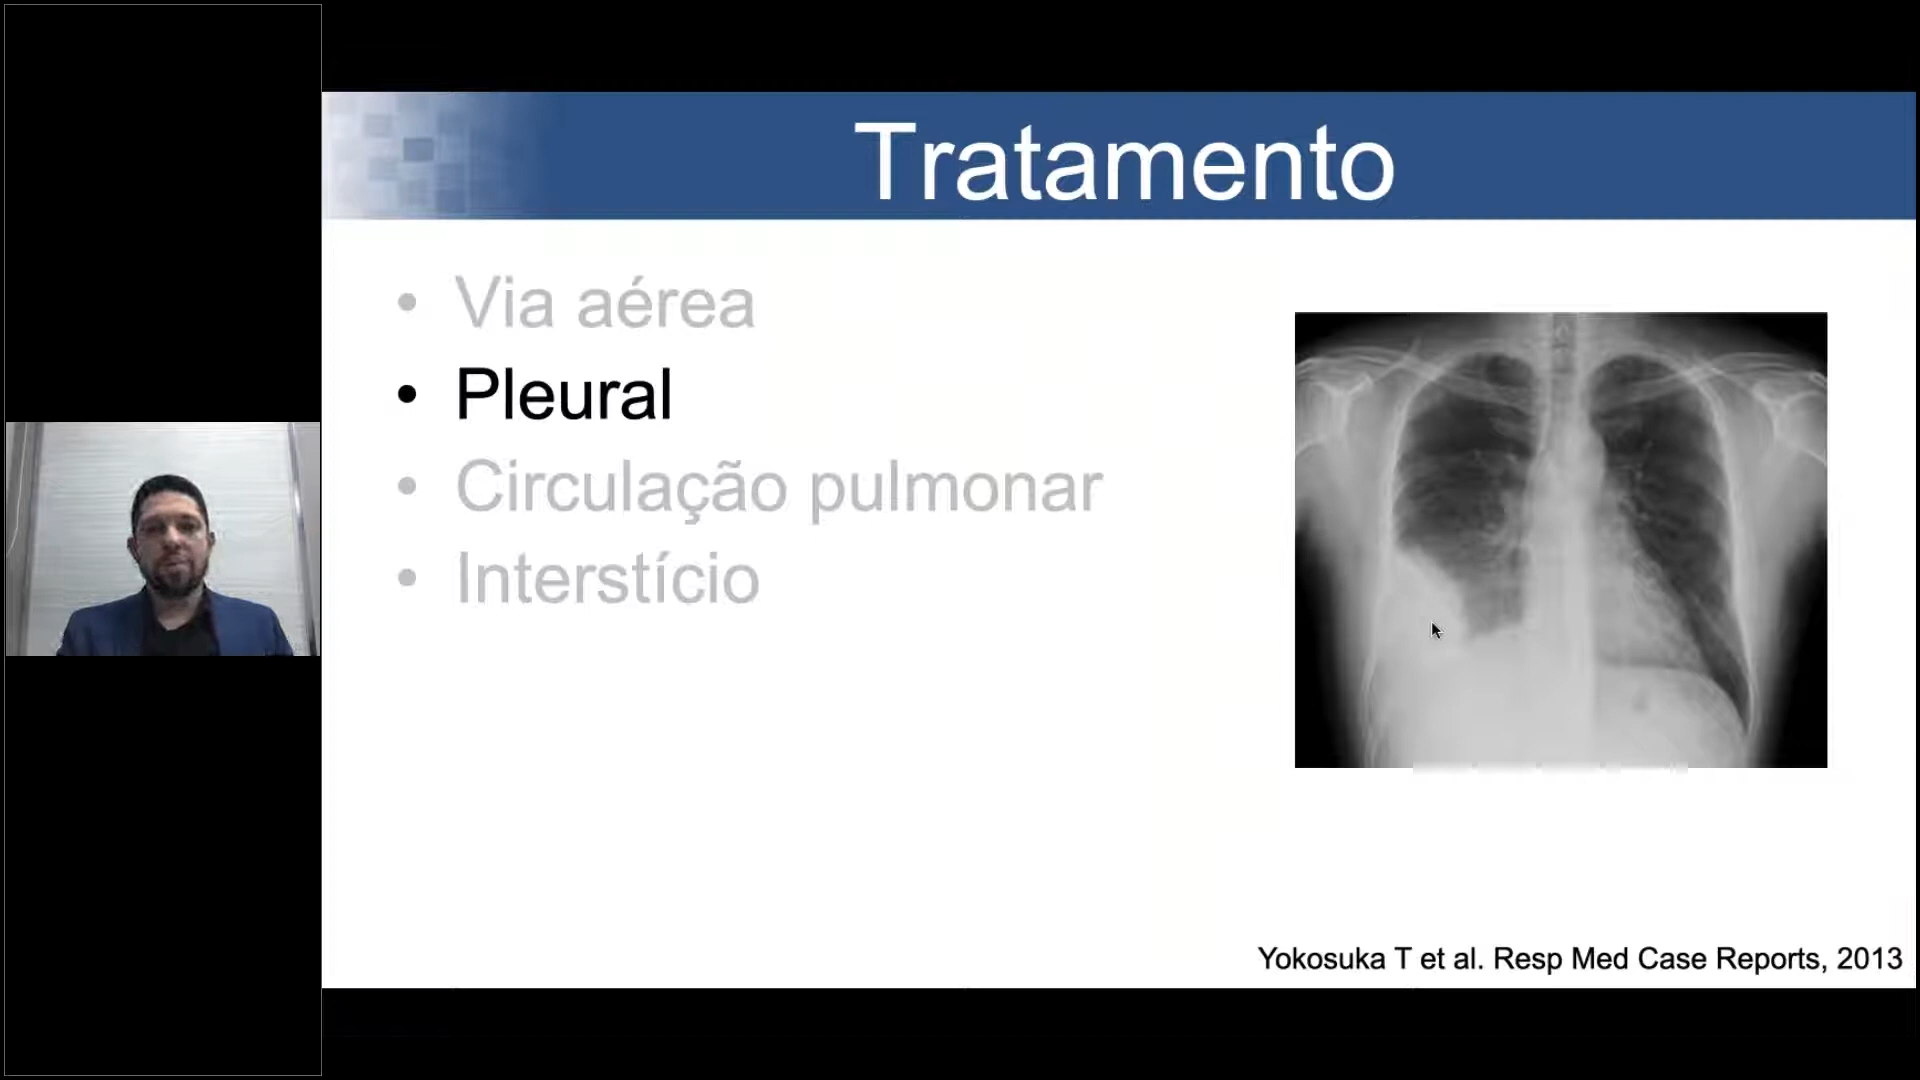 Tratamento
• Via aérea
• Pleural
• Circulação pulmonar
• Interstício
Yokosuka T et al. Resp Med Case Reports, 2013